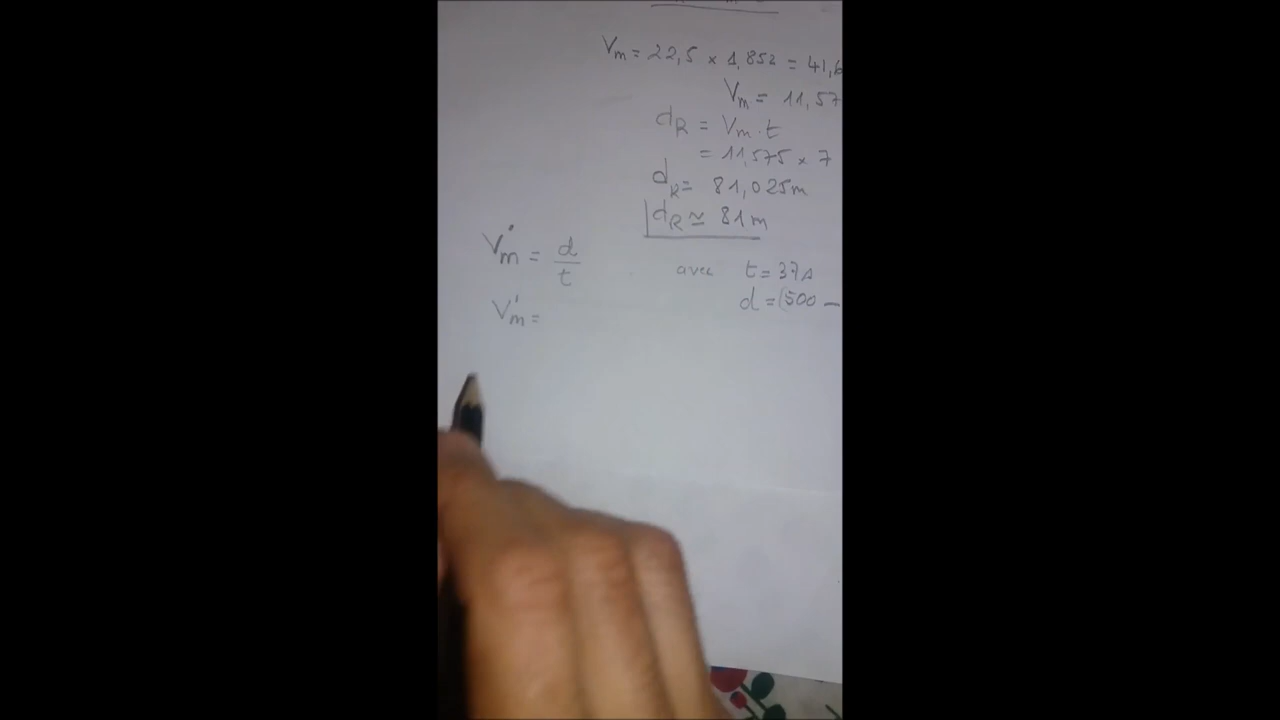 Vm = 22,5 × 1,852 = 41,6
Vm = 11,57
dR = Vm · t
= 11,575 × 7
dR = 81,025m
dR ≃ 81m
V'm = d/t avec t = 37s
d = (500 −
V'm =